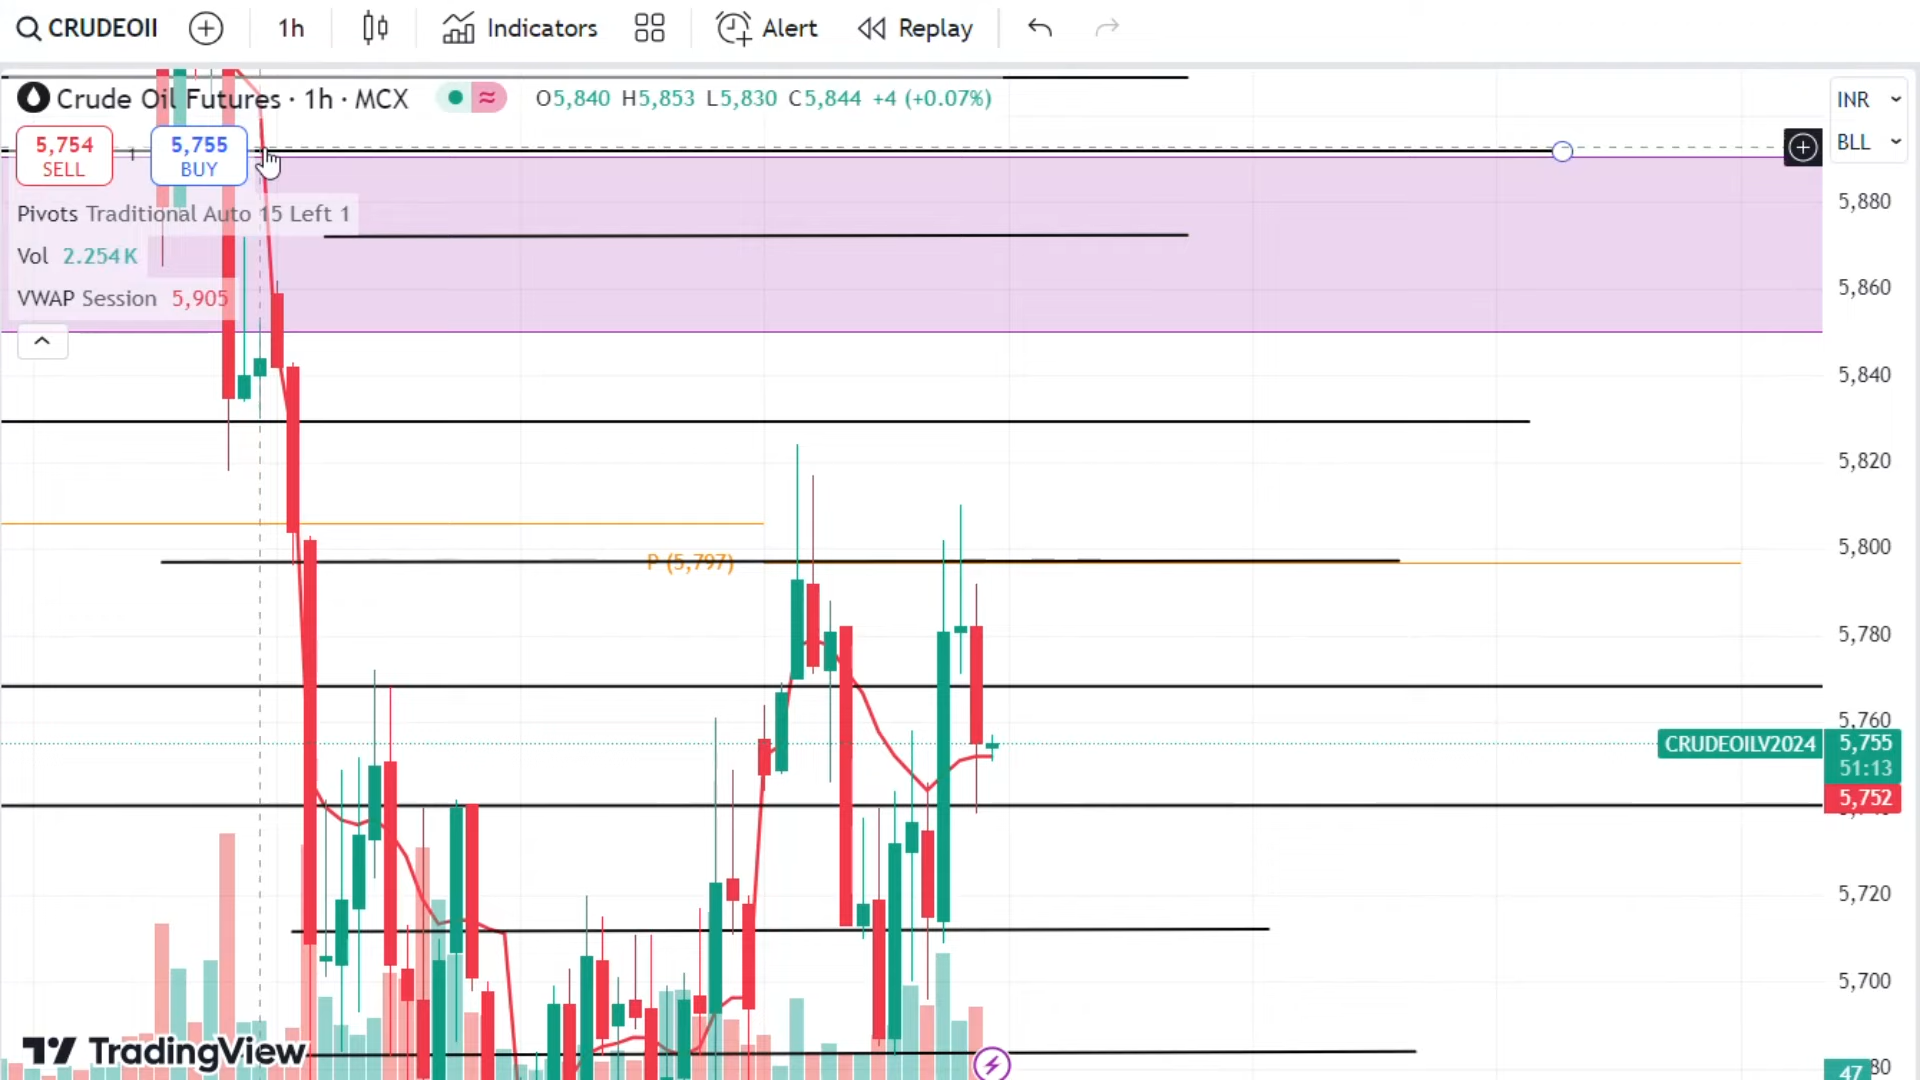 CRUDEOIl 1h Indicators Alert Replay
Crude Oil Futures · 1h · MCX O5,840 H5,853 L5,830 C5,844 +4 (+0.07%)
INR
BLL
5,754
SELL
1
5,755
BUY
Pivots Traditional Auto 15 Left 1
Vol 2.254K
VWAP Session 5,905
P (5,797)
5,880
5,860
5,840
5,820
5,800
5,780
5,760
CRUDEOILV2024 5,755
51:13
5,752
5,720
5,700
47
80
TradingView